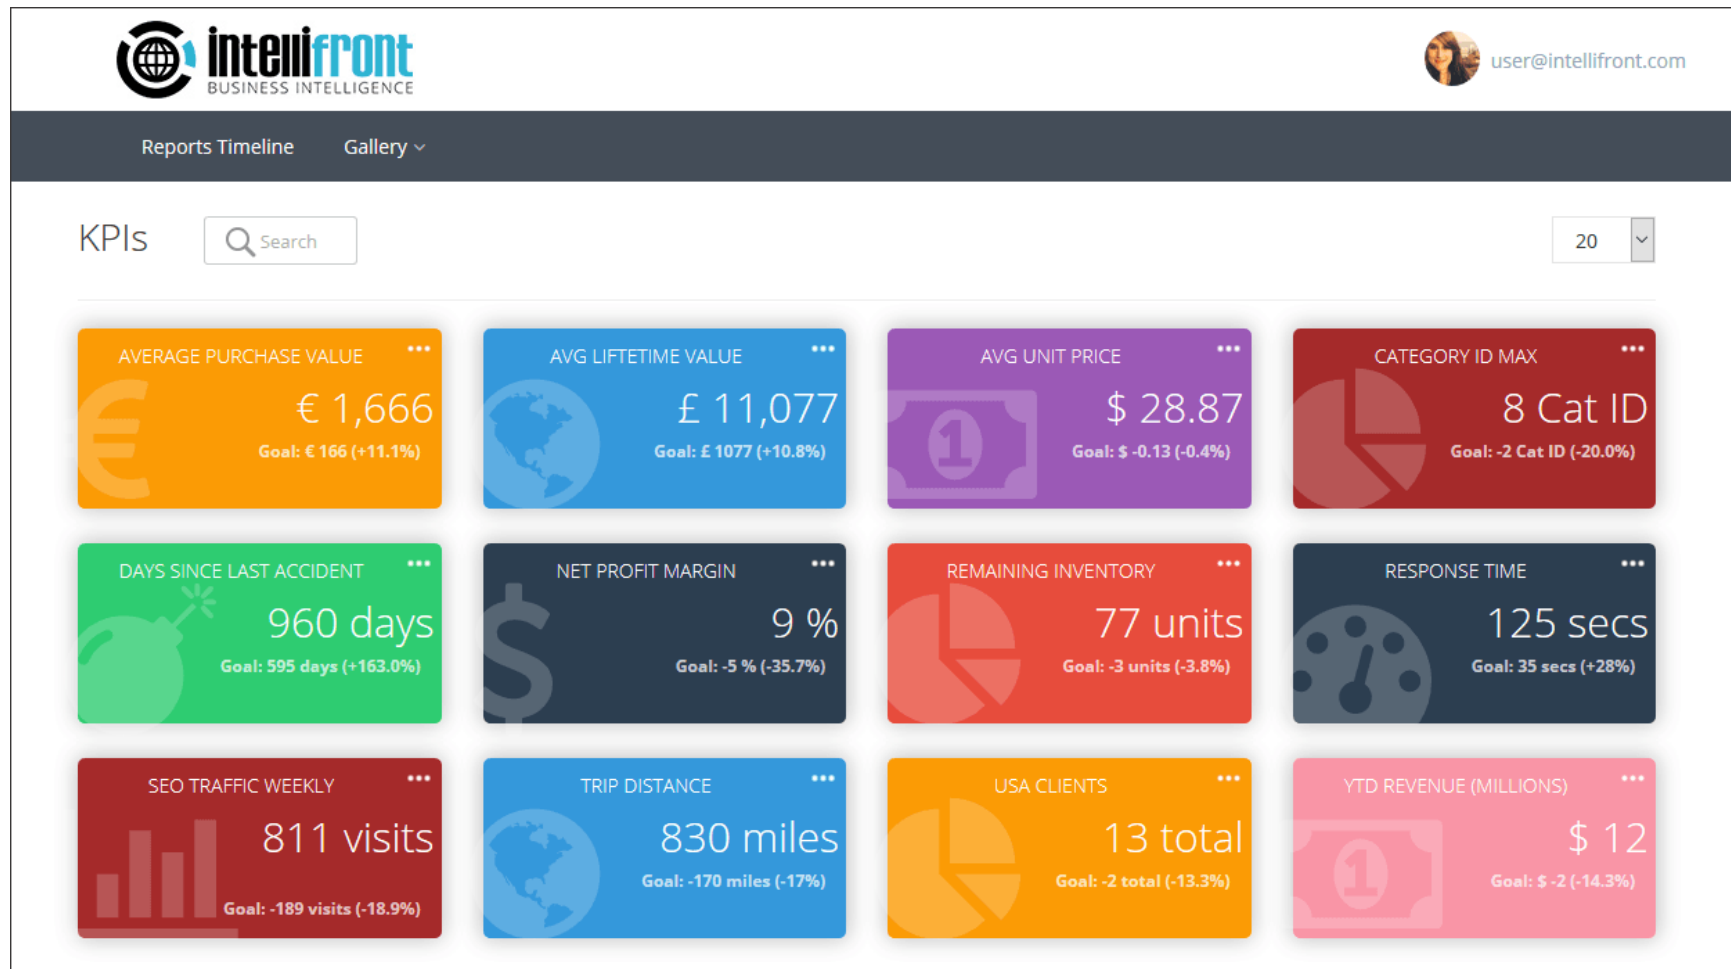 intellifront
BUSINESS INTELLIGENCE
user@intellifront.com
Reports Timeline
Gallery
KPIs
Search
20
AVERAGE PURCHASE VALUE
€ 1,666
Goal: € 166 (+11.1%)
AVG LIFTETIME VALUE
£ 11,077
Goal: £ 1077 (+10.8%)
AVG UNIT PRICE
$ 28.87
Goal: $ -0.13 (-0.4%)
1
CATEGORY ID MAX
8 Cat ID
Goal: -2 Cat ID (-20.0%)
DAYS SINCE LAST ACCIDENT
960 days
Goal: 595 days (+163.0%)
NET PROFIT MARGIN
9 %
Goal: -5 % (-35.7%)
REMAINING INVENTORY
77 units
Goal: -3 units (-3.8%)
RESPONSE TIME
125 secs
Goal: 35 secs (+28%)
SEO TRAFFIC WEEKLY
811 visits
Goal: -189 visits (-18.9%)
TRIP DISTANCE
830 miles
Goal: -170 miles (-17%)
USA CLIENTS
13 total
Goal: -2 total (-13.3%)
YTD REVENUE (MILLIONS)
$ 12
Goal: $ -2 (-14.3%)
1